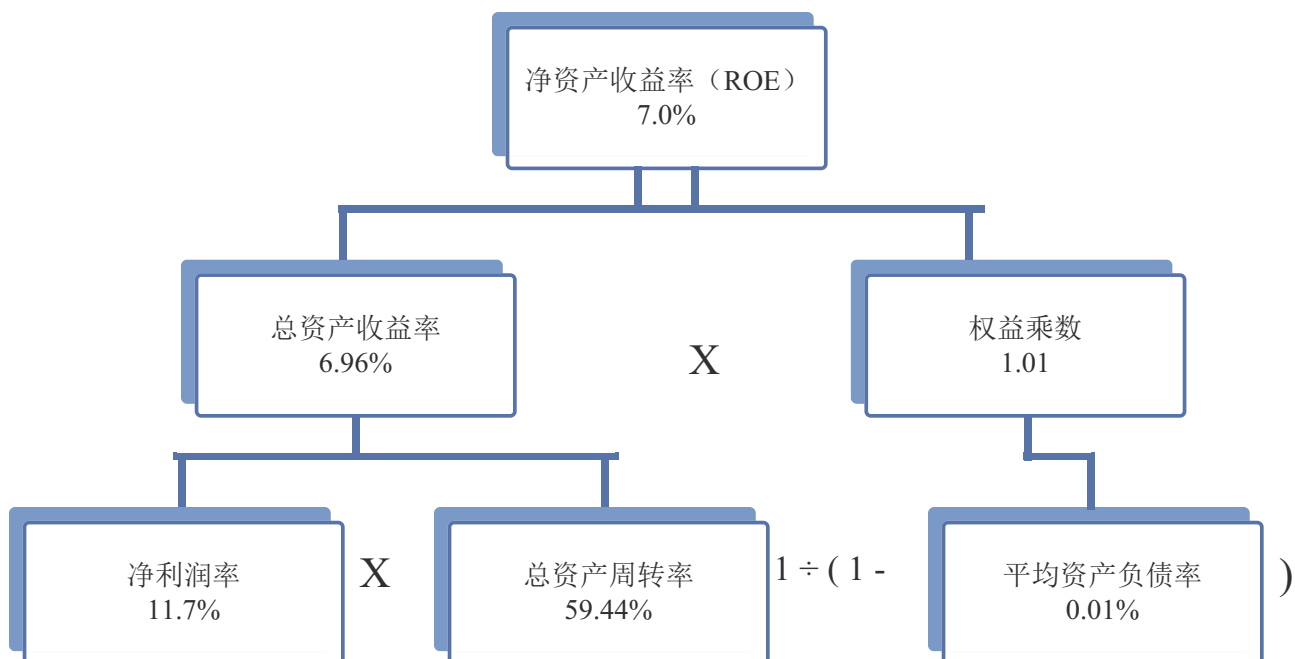 净资产收益率（ROE）
7.0%
总资产收益率
6.96%
X
权益乘数
1.01
净利润率
11.7%
X
总资产周转率
59.44%
1 ÷ ( 1 -
平均资产负债率
0.01%
)